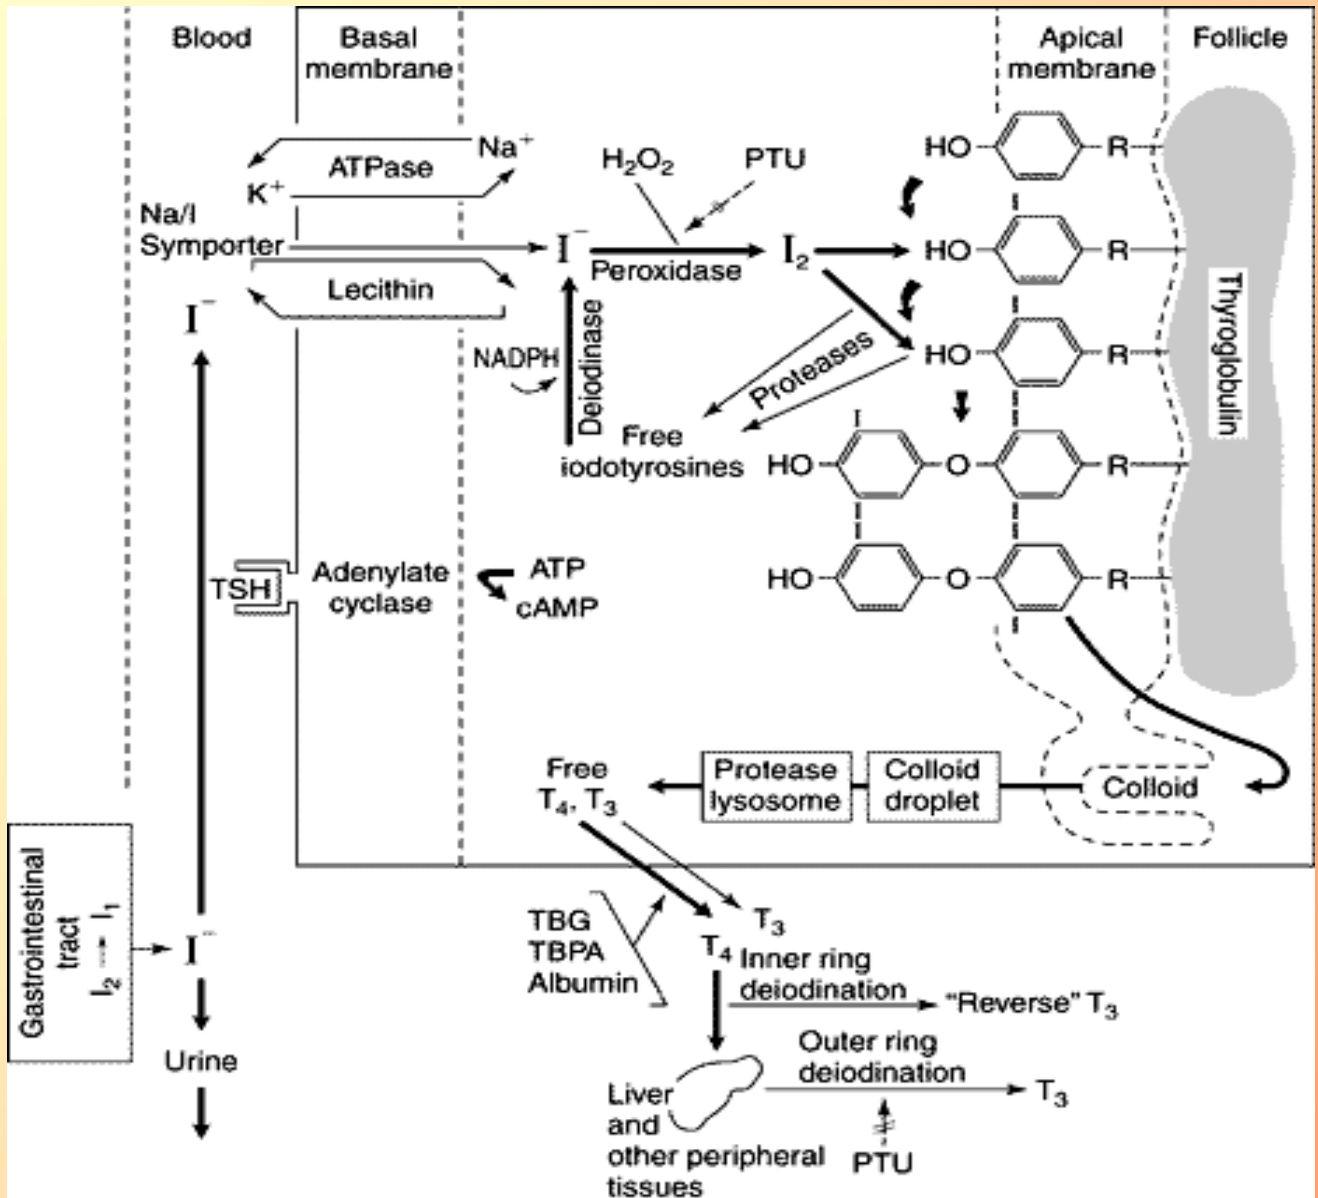 Blood
Basal
membrane
Apical
membrane
Follicle
Na+
ATPase
K+
Na/I
Symporter
Lecithin
I−
H2O2
PTU
I−
Peroxidase
I2
NADPH
Deiodinase
Proteases
Free
iodotyrosines
HO
R
HO
R
HO
R
I
HO
O
R
HO
O
R
Thyroglobulin
TSH
Adenylate
cyclase
ATP
cAMP
Free
T4, T3
Protease
lysosome
Colloid
droplet
Colloid
Gastrointestinal
tract
I2 → I1
I−
Urine
TBG
TBPA
Albumin
T3
T4
Inner ring
deiodination
"Reverse" T3
Outer ring
deiodination
T3
Liver
and
other peripheral
tissues
PTU